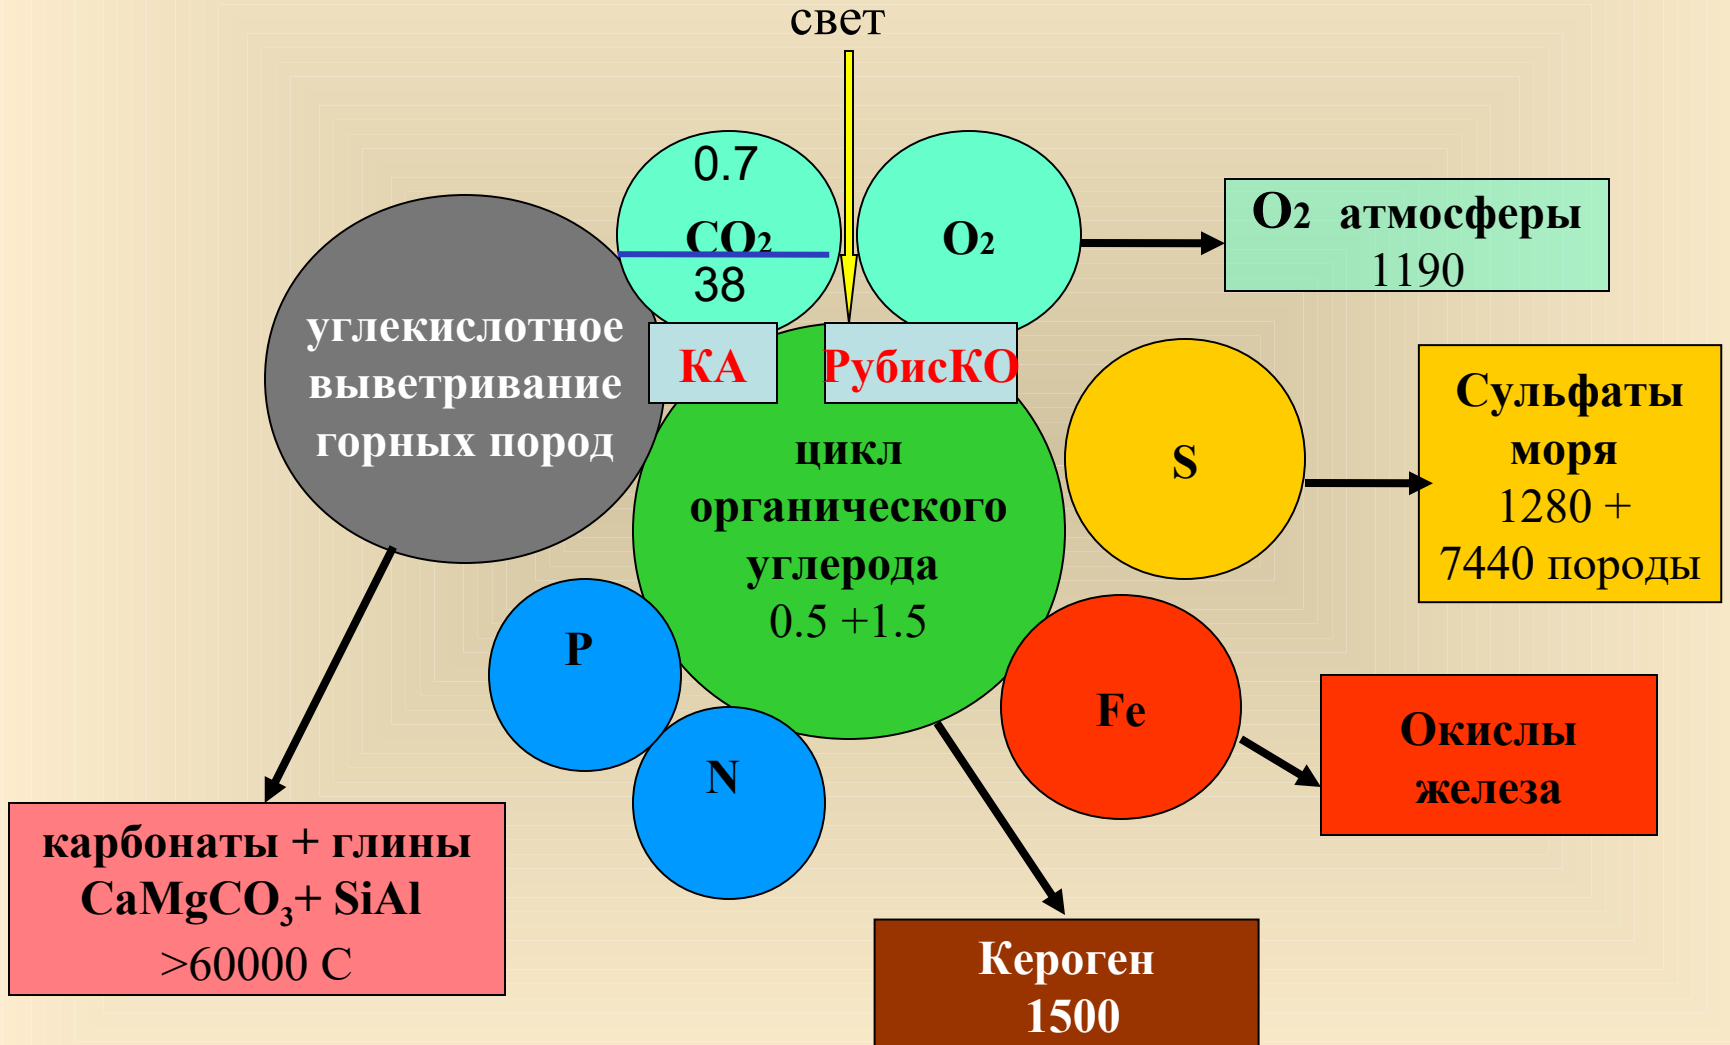 свет
0.7
CO2
38
O2
O2 атмосферы
1190
углекислотное
выветривание
горных пород
КА
РубисКО
цикл
органического
углерода
0.5 +1.5
S
Сульфаты
моря
1280 +
7440 породы
P
N
Fe
Окислы
железа
карбонаты + глины
CaMgCO3+ SiAl
>60000 C
Кероген
1500